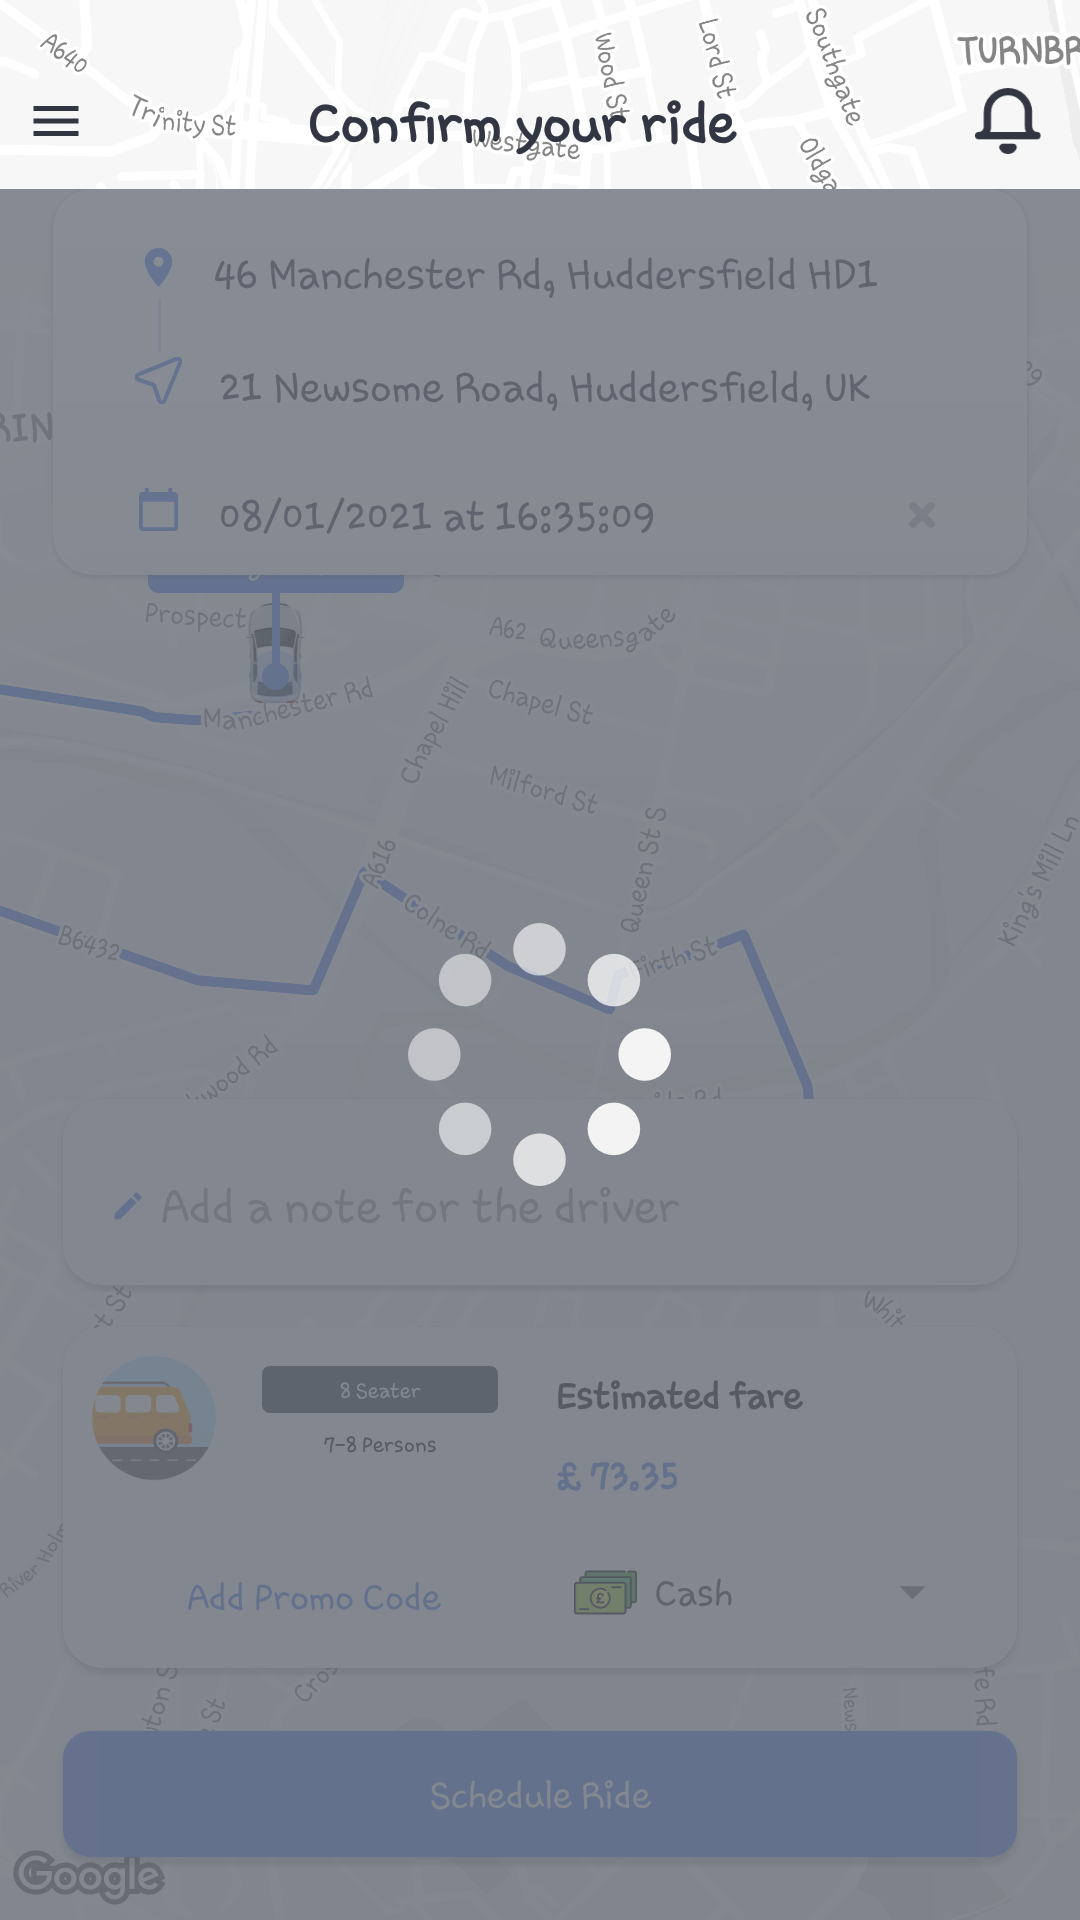 A640
Trinity St
Wood St
Lord St
Southgate
TURNBR
Confirm your ride
Westgate
Oldga
46 Manchester Rd, Huddersfield HD1
21 Newsome Road, Huddersfield, UK
RIN
08/01/2021 at 16:35:09
Prospect
A62 Queensgate
Manchester Rd
Chapel Hill
Chapel St
Milford St
Queen St S
A616
King's Mill Ln
B6432
Colne Rd
Firth St
wood Rd
Add a note for the driver
t St
Whit
8 Seater
7-8 Persons
Estimated fare
£ 73.35
River Holm
Add Promo Code
£
Cash
uton S
e St
Cros
News
fe Rd
Schedule Ride
Google